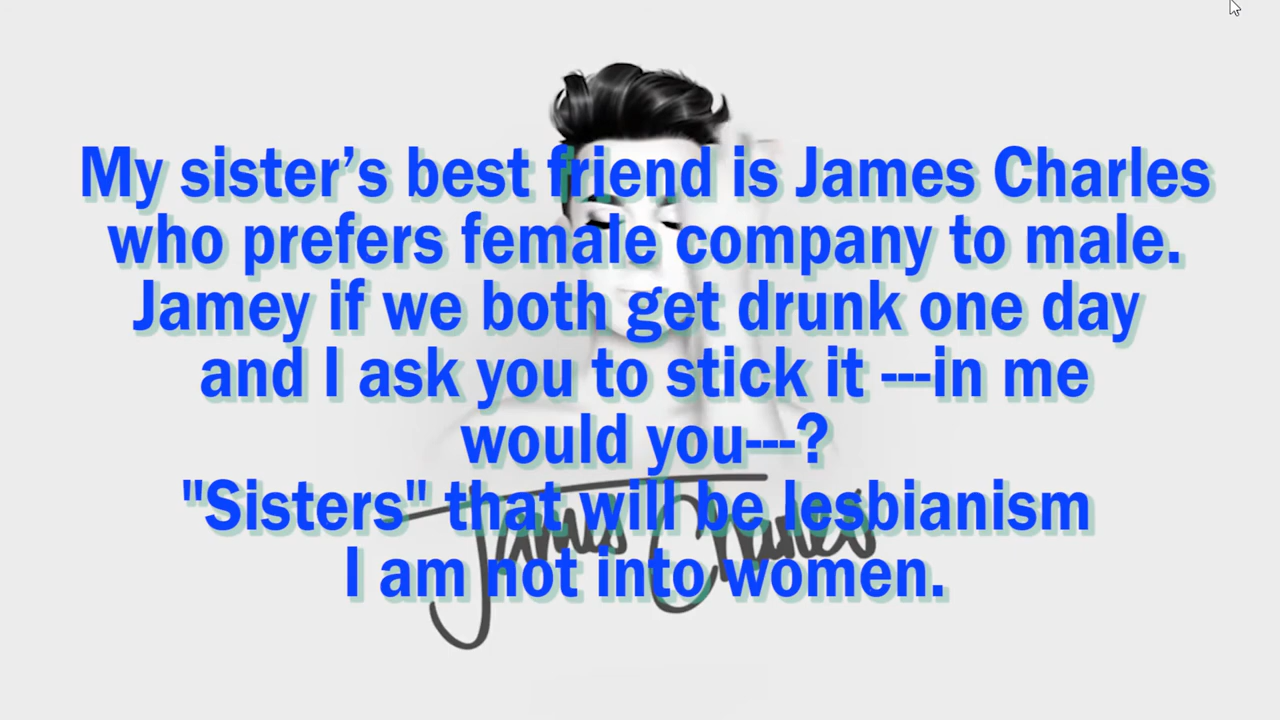 My sister’s best friend is James Charles
who prefers female company to male.
Jamey if we both get drunk one day
and I ask you to stick it ---in me
would you---?
"Sisters" that will be lesbianism
I am not into women.
James Charles